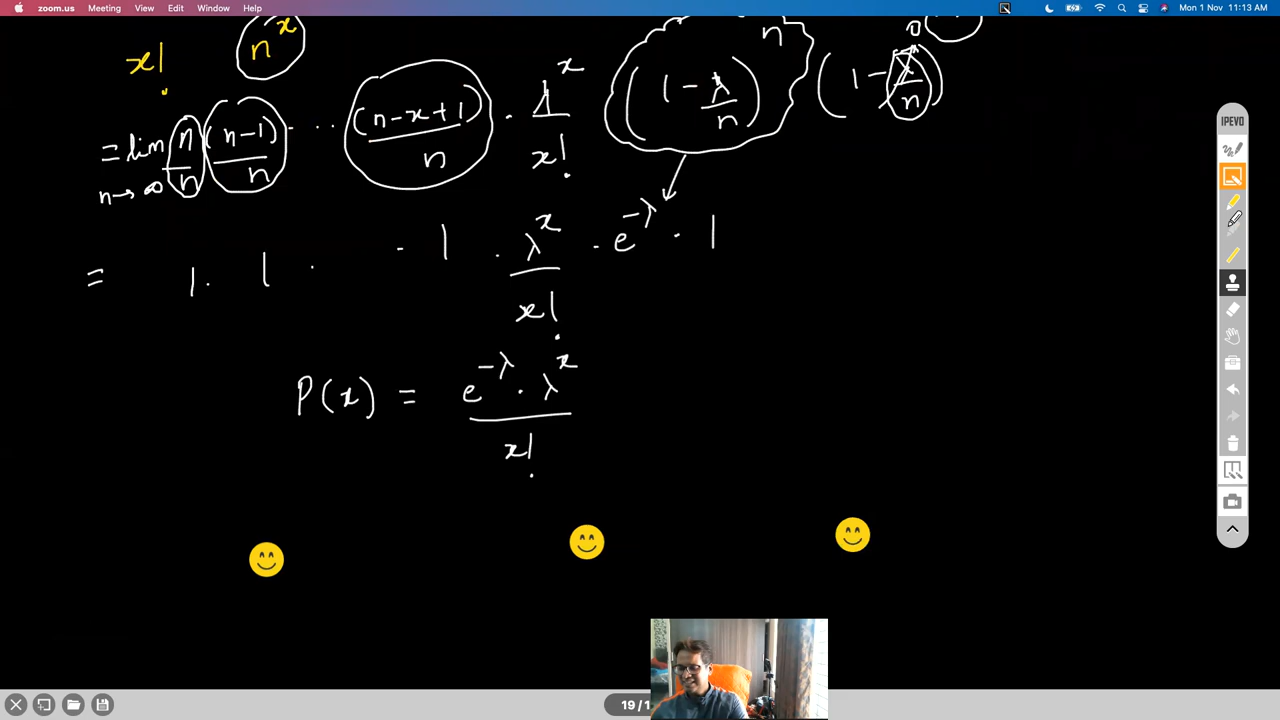 zoom.us Meeting View Edit Window Help Mon 1 Nov 11:13 AM
x! n^x n
= lim n→∞ n/n (n-1)/n ... (n-x+1)/n · λ^x/x! (1 - λ/n) (1 - λ/n) 0
= 1. 1 . . 1 . λ^x/x! . e^-λ . 1
P(x) = e^-λ . λ^x / x!
IPEVO
19/1